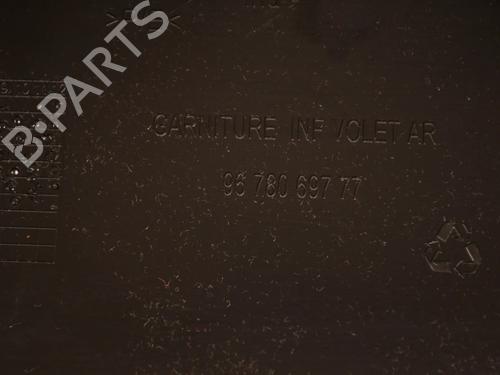 B-PARTS
GARNITURE INF VOLET AR
96 780 697 77